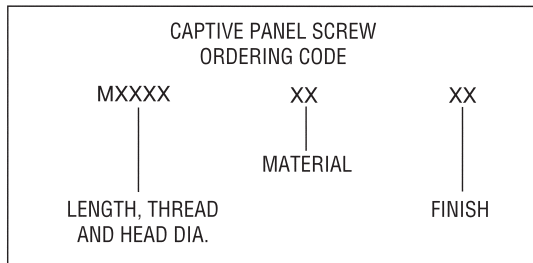 CAPTIVE PANEL SCREW
ORDERING CODE
MXXXX XX XX
MATERIAL
LENGTH, THREAD FINISH
AND HEAD DIA.